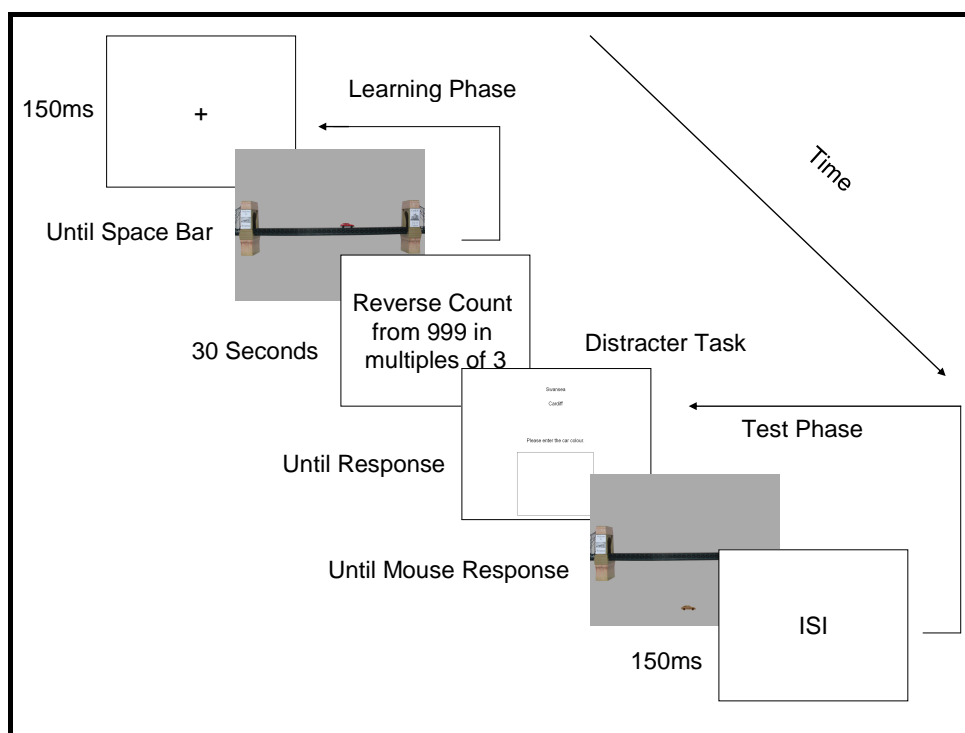 150ms
+
Learning Phase
Time
Until Space Bar
Reverse Count
from 999 in
multiples of 3
30 Seconds
Distracter Task
Swansea
Cardiff
Please enter the car colour.
Until Response
Test Phase
Until Mouse Response
ISI
150ms